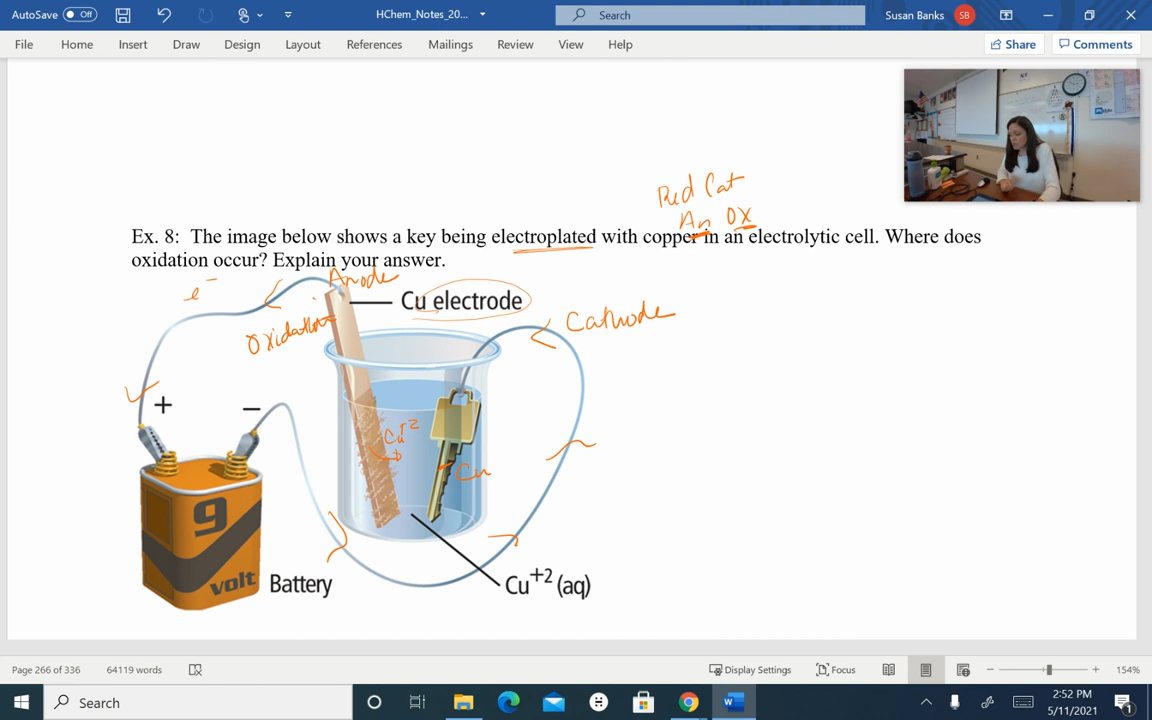 AutoSave Off HChem_Notes_20... Search Susan Banks SB
File Home Insert Draw Design Layout References Mailings Review View Help Share Comments
Red Cat
An Ox
Ex. 8: The image below shows a key being electroplated with copper in an electrolytic cell. Where does
oxidation occur? Explain your answer.
Anode
e⁻
Cu electrode
Oxidation
Cathode
+ −
Cu⁺²
Cu
9
volt
Battery
Cu⁺² (aq)
Page 266 of 336 64119 words Display Settings Focus 154%
Search
2:52 PM
5/11/2021
1